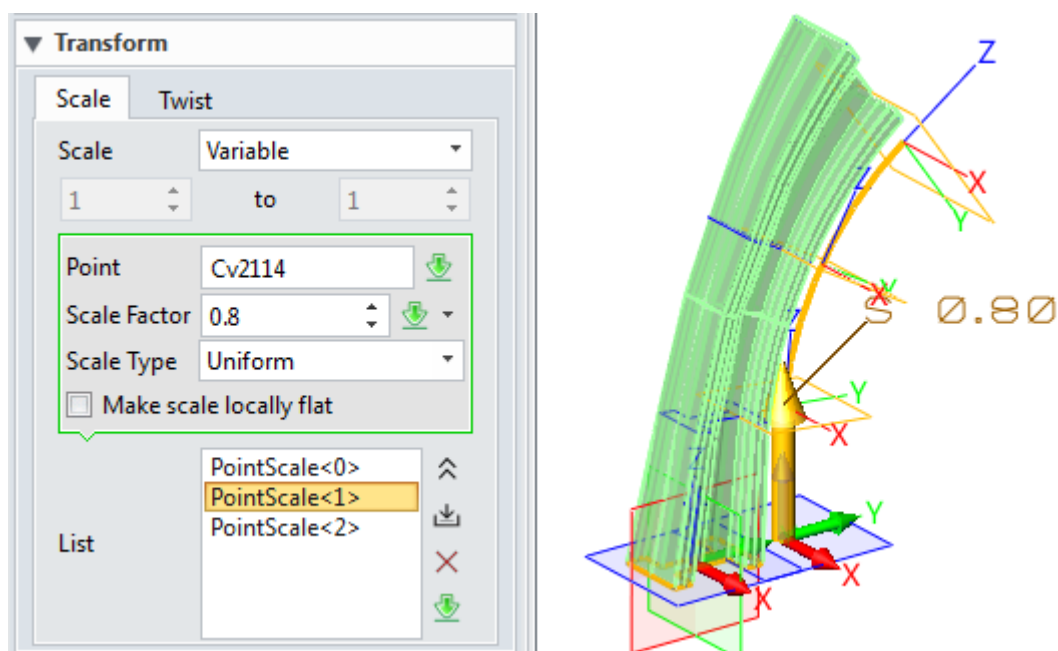 Transform
Scale Twist
Scale Variable
1 to 1
Point Cv2114
Scale Factor 0.8
Scale Type Uniform
Make scale locally flat
List
PointScale<0>
PointScale<1>
PointScale<2>
Z
X
Y
Z
Y
X
S 0.80
Z
Y
X
Z
Y
X
X